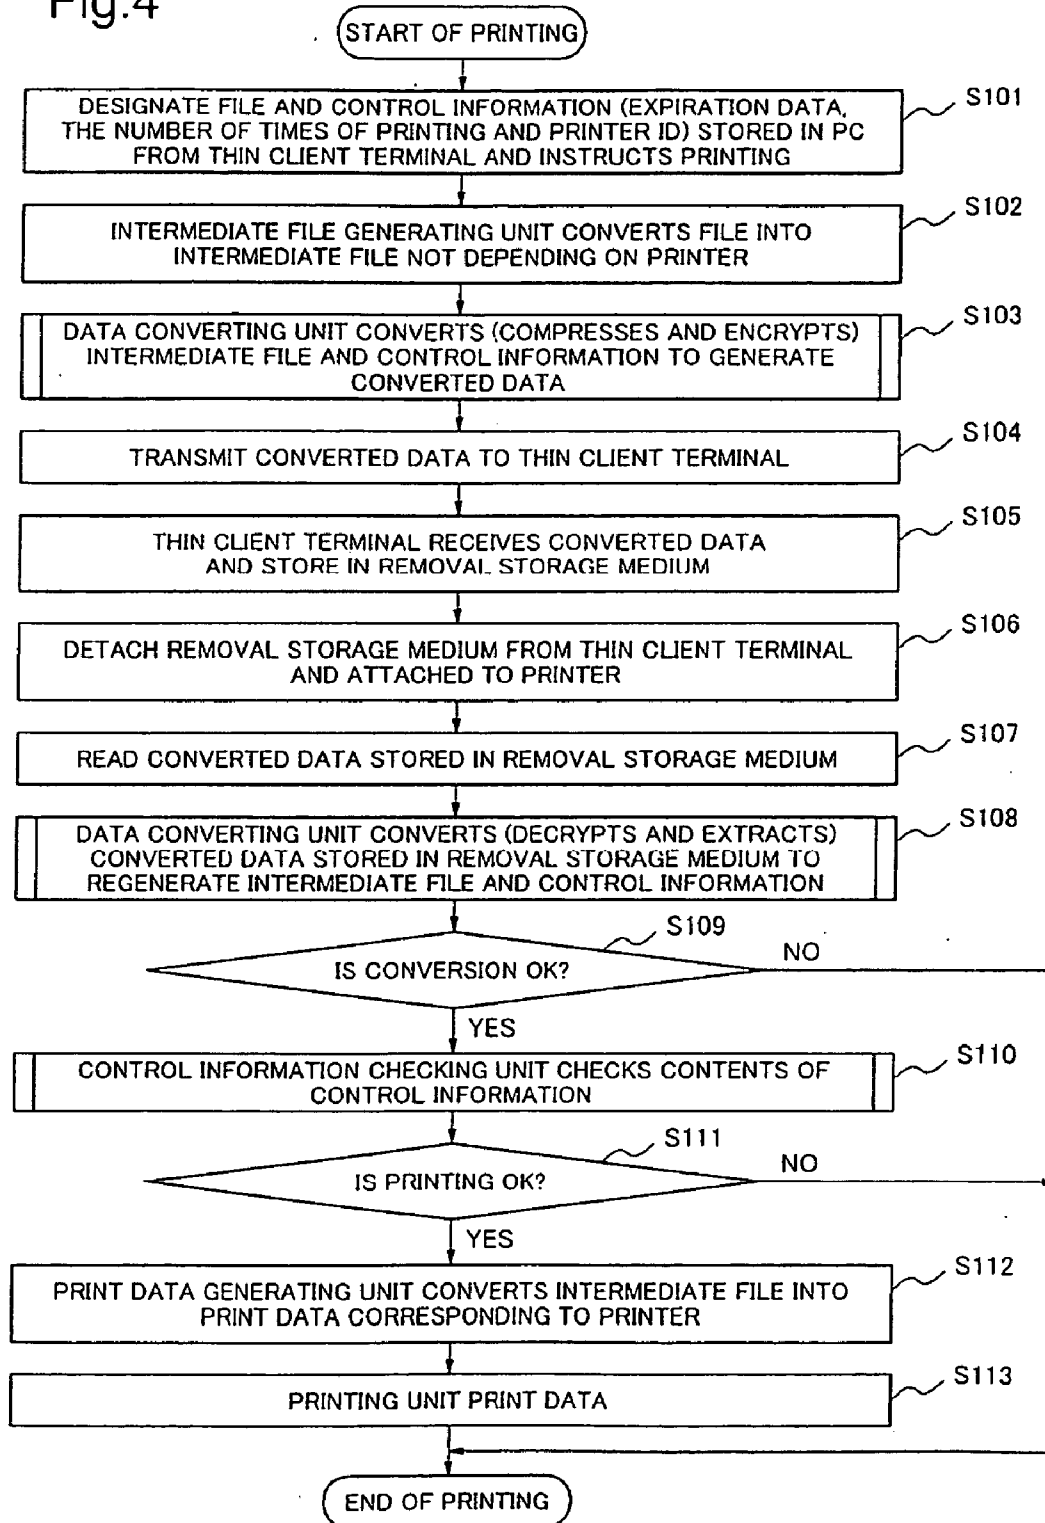 Fig.4
START OF PRINTING
DESIGNATE FILE AND CONTROL INFORMATION (EXPIRATION DATA,
THE NUMBER OF TIMES OF PRINTING AND PRINTER ID) STORED IN PC
FROM THIN CLIENT TERMINAL AND INSTRUCTS PRINTING
S101
INTERMEDIATE FILE GENERATING UNIT CONVERTS FILE INTO
INTERMEDIATE FILE NOT DEPENDING ON PRINTER
S102
DATA CONVERTING UNIT CONVERTS (COMPRESSES AND ENCRYPTS)
INTERMEDIATE FILE AND CONTROL INFORMATION TO GENERATE
CONVERTED DATA
S103
TRANSMIT CONVERTED DATA TO THIN CLIENT TERMINAL
S104
THIN CLIENT TERMINAL RECEIVES CONVERTED DATA
AND STORE IN REMOVAL STORAGE MEDIUM
S105
DETACH REMOVAL STORAGE MEDIUM FROM THIN CLIENT TERMINAL
AND ATTACHED TO PRINTER
S106
READ CONVERTED DATA STORED IN REMOVAL STORAGE MEDIUM
S107
DATA CONVERTING UNIT CONVERTS (DECRYPTS AND EXTRACTS)
CONVERTED DATA STORED IN REMOVAL STORAGE MEDIUM TO
REGENERATE INTERMEDIATE FILE AND CONTROL INFORMATION
S108
IS CONVERSION OK?
S109
NO
YES
CONTROL INFORMATION CHECKING UNIT CHECKS CONTENTS OF
CONTROL INFORMATION
S110
IS PRINTING OK?
S111
NO
YES
PRINT DATA GENERATING UNIT CONVERTS INTERMEDIATE FILE INTO
PRINT DATA CORRESPONDING TO PRINTER
S112
PRINTING UNIT PRINT DATA
S113
END OF PRINTING